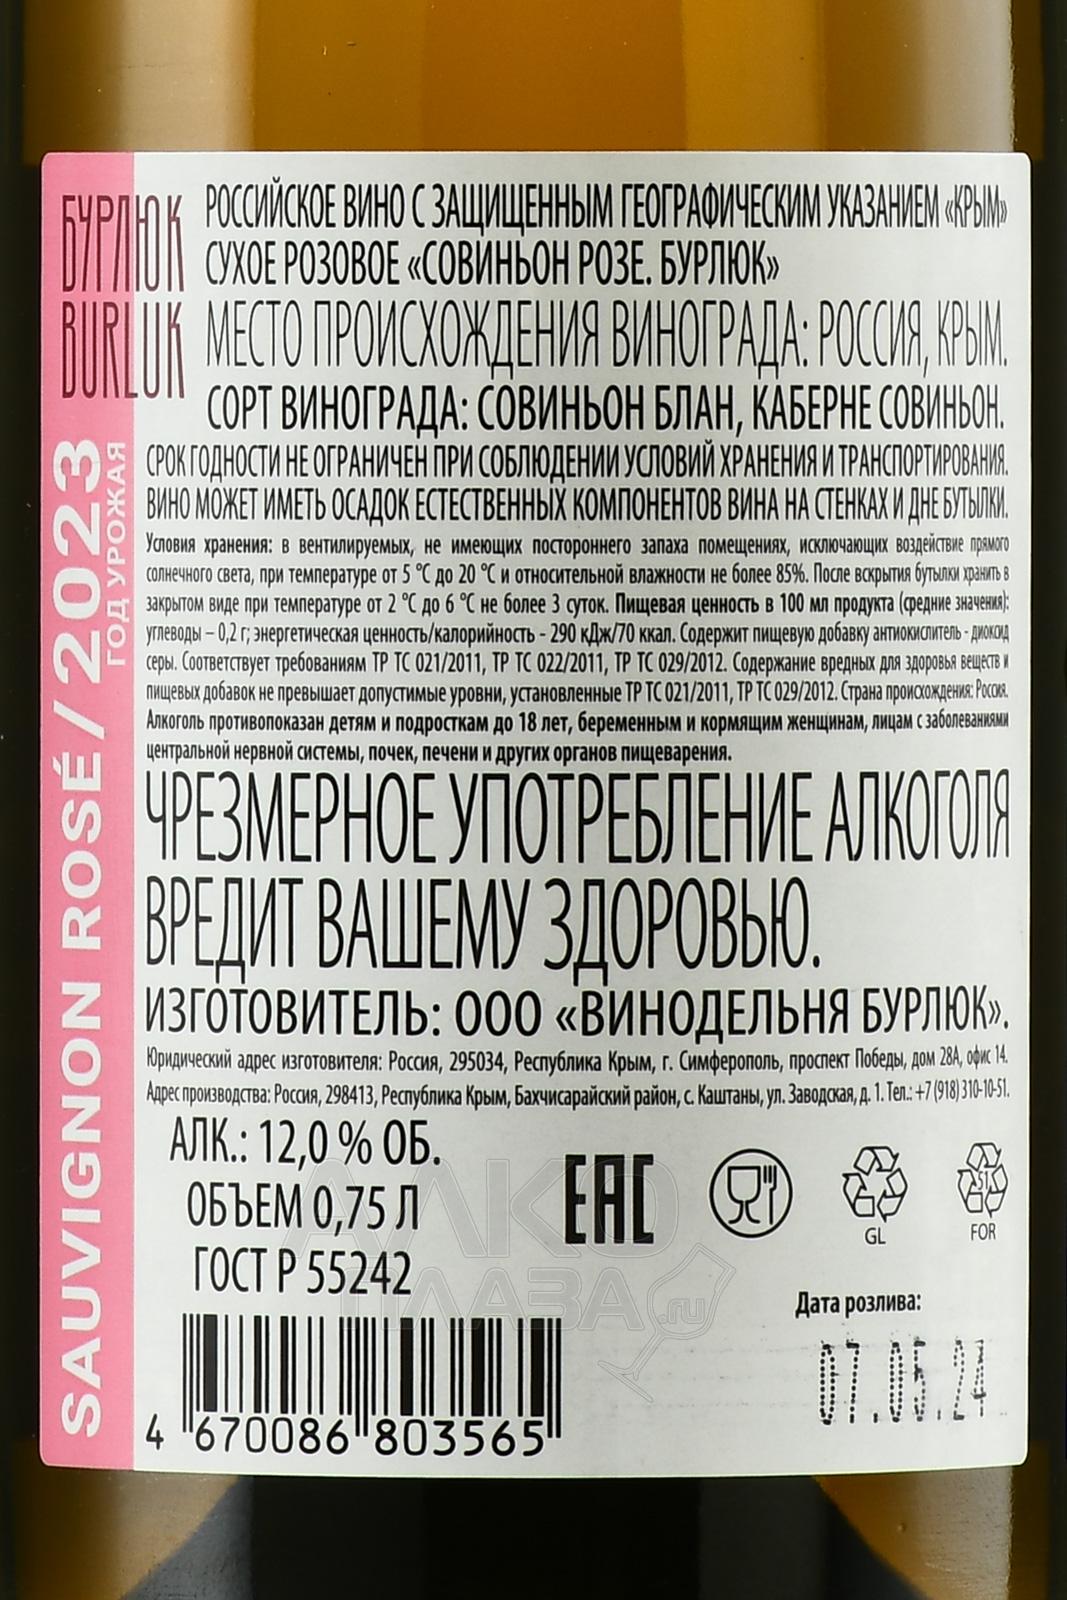 БУРЛЮК
BURLUK
SAUVIGNON ROSÉ / 2023
ГОД УРОЖАЯ
РОССИЙСКОЕ ВИНО С ЗАЩИЩЕННЫМ ГЕОГРАФИЧЕСКИМ УКАЗАНИЕМ «КРЫМ»
СУХОЕ РОЗОВОЕ «СОВИНЬОН РОЗЕ. БУРЛЮК»
МЕСТО ПРОИСХОЖДЕНИЯ ВИНОГРАДА: РОССИЯ, КРЫМ.
СОРТ ВИНОГРАДА: СОВИНЬОН БЛАН, КАБЕРНЕ СОВИНЬОН.
СРОК ГОДНОСТИ НЕ ОГРАНИЧЕН ПРИ СОБЛЮДЕНИИ УСЛОВИЙ ХРАНЕНИЯ И ТРАНСПОРТИРОВАНИЯ.
ВИНО МОЖЕТ ИМЕТЬ ОСАДОК ЕСТЕСТВЕННЫХ КОМПОНЕНТОВ ВИНА НА СТЕНКАХ И ДНЕ БУТЫЛКИ.
Условия хранения: в вентилируемых, не имеющих постороннего запаха помещениях, исключающих воздействие прямого
солнечного света, при температуре от 5 °С до 20 °С и относительной влажности не более 85%. После вскрытия бутылки хранить в
закрытом виде при температуре от 2 °С до 6 °С не более 3 суток. Пищевая ценность в 100 мл продукта (средние значения):
углеводы – 0,2 г; энергетическая ценность/калорийность - 290 кДж/70 ккал. Содержит пищевую добавку антиокислитель - диоксид
серы. Соответствует требованиям ТР ТС 021/2011, ТР ТС 022/2011, ТР ТС 029/2012. Содержание вредных для здоровья веществ и
пищевых добавок не превышает допустимые уровни, установленные ТР ТС 021/2011, ТР ТС 029/2012. Страна происхождения: Россия.
Алкоголь противопоказан детям и подросткам до 18 лет, беременным и кормящим женщинам, лицам с заболеваниями
центральной нервной системы, почек, печени и других органов пищеварения.
ЧРЕЗМЕРНОЕ УПОТРЕБЛЕНИЕ АЛКОГОЛЯ
ВРЕДИТ ВАШЕМУ ЗДОРОВЬЮ.
ИЗГОТОВИТЕЛЬ: ООО «ВИНОДЕЛЬНЯ БУРЛЮК».
Юридический адрес изготовителя: Россия, 295034, Республика Крым, г. Симферополь, проспект Победы, дом 28А, офис 14.
Адрес производства: Россия, 298413, Республика Крым, Бахчисарайский район, с. Каштаны, ул. Заводская, д. 1. Тел.: +7 (918) 310-10-51.
АЛК.: 12,0 % ОБ.
ОБЪЕМ 0,75 Л
ГОСТ Р 55242
ЕАС
GL
51
FOR
АЛКО
ПЛАЗА.ru
Дата розлива:
07.05.24
4 670086 803565